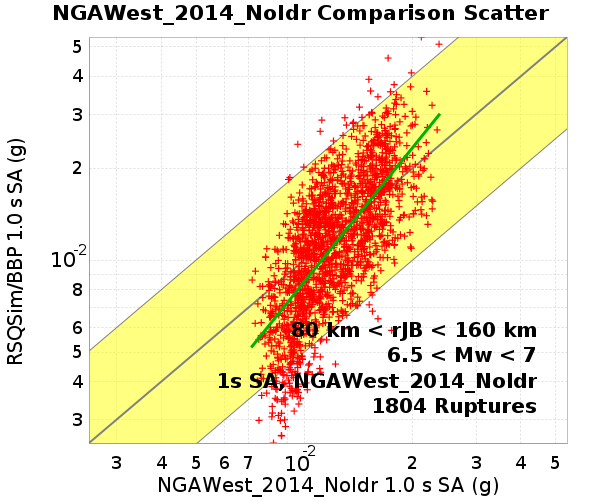 NGAWest_2014_NoIdr Comparison Scatter
5
4
3
2
10-2
8
6
5
4
3
RSQSim/BBP 1.0 s SA (g)
80 km < rJB < 160 km
6.5 < Mw < 7
1s SA, NGAWest_2014_NoIdr
1804 Ruptures
3 4 5 6 7 10-2 2 3 4 5
NGAWest_2014_NoIdr 1.0 s SA (g)